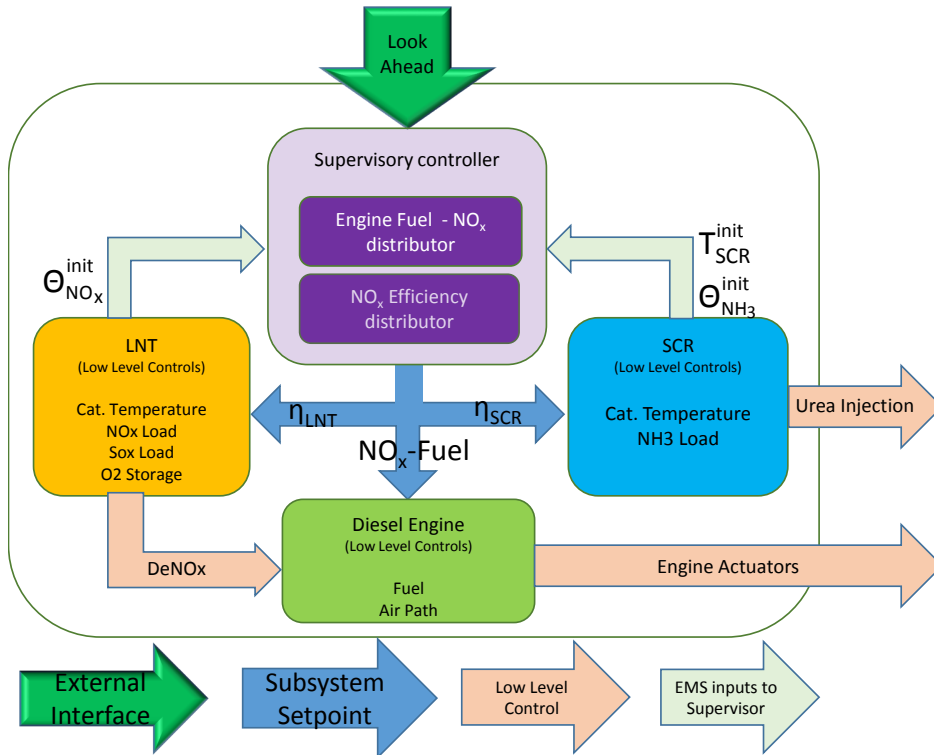 Look
Ahead
Supervisory controller
Engine Fuel - NOx
distributor
NOx Efficiency
distributor
ΘNOx^init
TSCR^init
ΘNH3^init
LNT
(Low Level Controls)
Cat. Temperature
NOx Load
Sox Load
O2 Storage
SCR
(Low Level Controls)
Cat. Temperature
NH3 Load
Urea Injection
ηLNT
ηSCR
NOx-Fuel
Diesel Engine
(Low Level Controls)
Fuel
Air Path
DeNOx
Engine Actuators
External
Interface
Subsystem
Setpoint
Low Level
Control
EMS inputs to
Supervisor